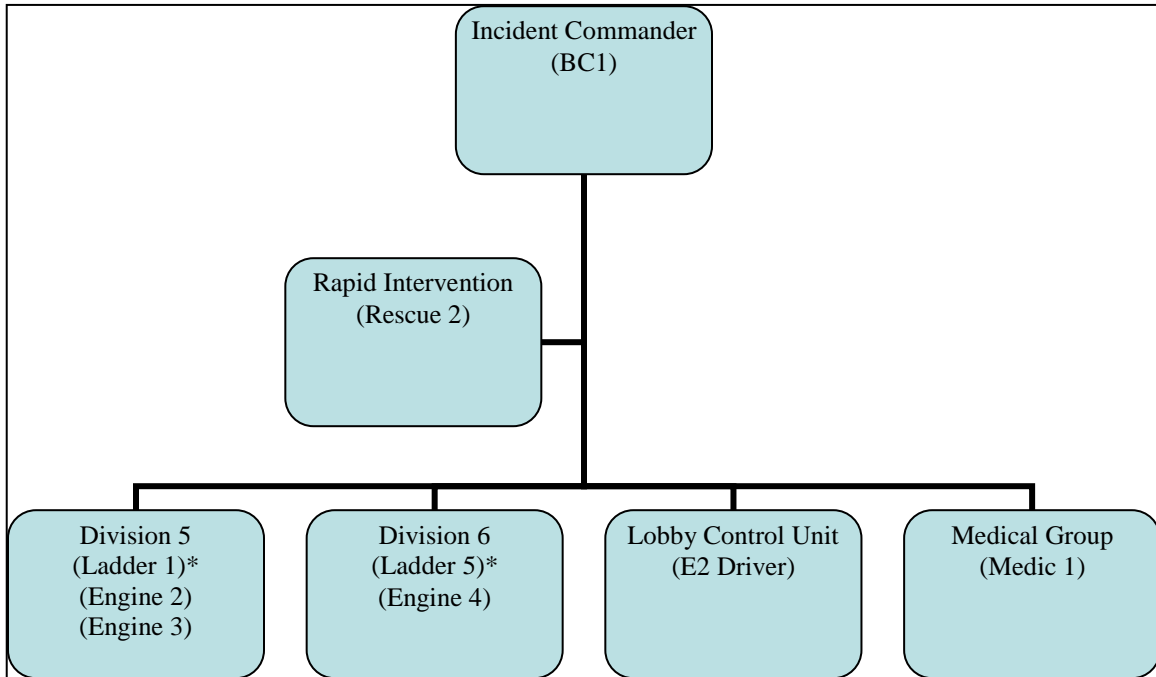 Incident Commander
(BC1)
Rapid Intervention
(Rescue 2)
Division 5
(Ladder 1)*
(Engine 2)
(Engine 3)
Division 6
(Ladder 5)*
(Engine 4)
Lobby Control Unit
(E2 Driver)
Medical Group
(Medic 1)